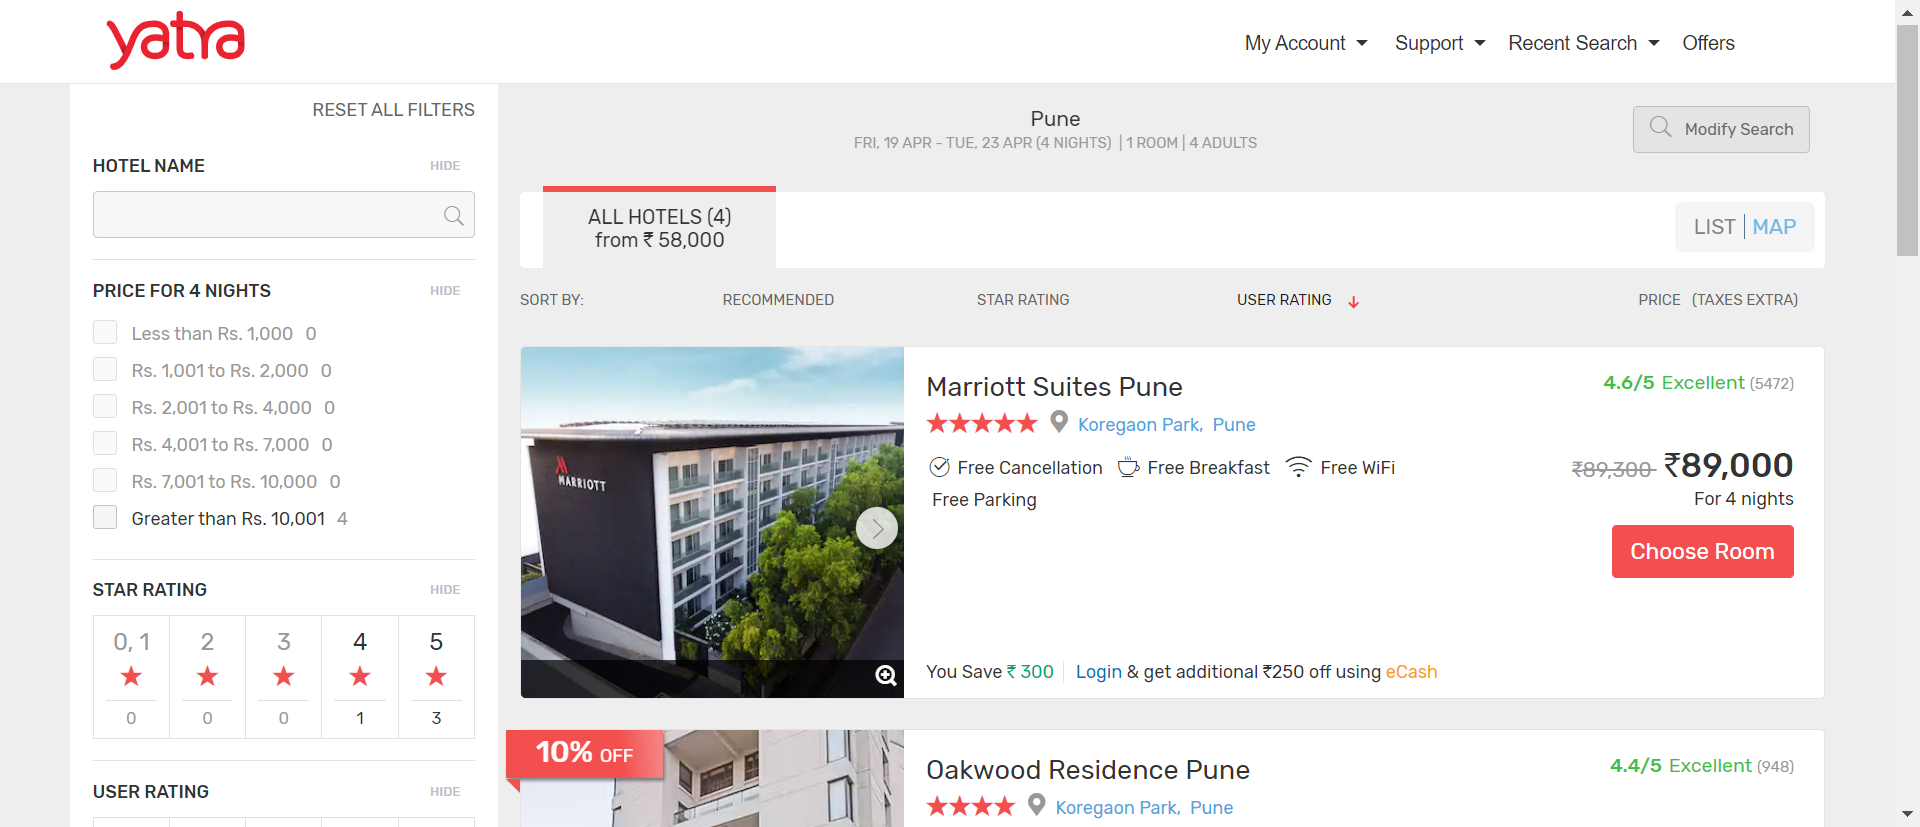 yatra
My Account
Support
Recent Search
Offers
RESET ALL FILTERS
HOTEL NAME HIDE
PRICE FOR 4 NIGHTS HIDE
Less than Rs. 1,000 0
Rs. 1,001 to Rs. 2,000 0
Rs. 2,001 to Rs. 4,000 0
Rs. 4,001 to Rs. 7,000 0
Rs. 7,001 to Rs. 10,000 0
Greater than Rs. 10,001 4
STAR RATING HIDE
0, 1 2 3 4 5
0 0 0 1 3
USER RATING HIDE
Pune
FRI, 19 APR - TUE, 23 APR (4 NIGHTS) | 1 ROOM | 4 ADULTS
Modify Search
ALL HOTELS (4)
from ₹ 58,000
LIST | MAP
SORT BY: RECOMMENDED STAR RATING USER RATING PRICE (TAXES EXTRA)
MARRIOTT
Marriott Suites Pune
4.6/5 Excellent (5472)
Koregaon Park, Pune
Free Cancellation Free Breakfast Free WiFi
Free Parking
₹89,300 ₹89,000
For 4 nights
Choose Room
You Save ₹ 300 Login & get additional ₹250 off using eCash
10% OFF
Oakwood Residence Pune
4.4/5 Excellent (948)
Koregaon Park, Pune